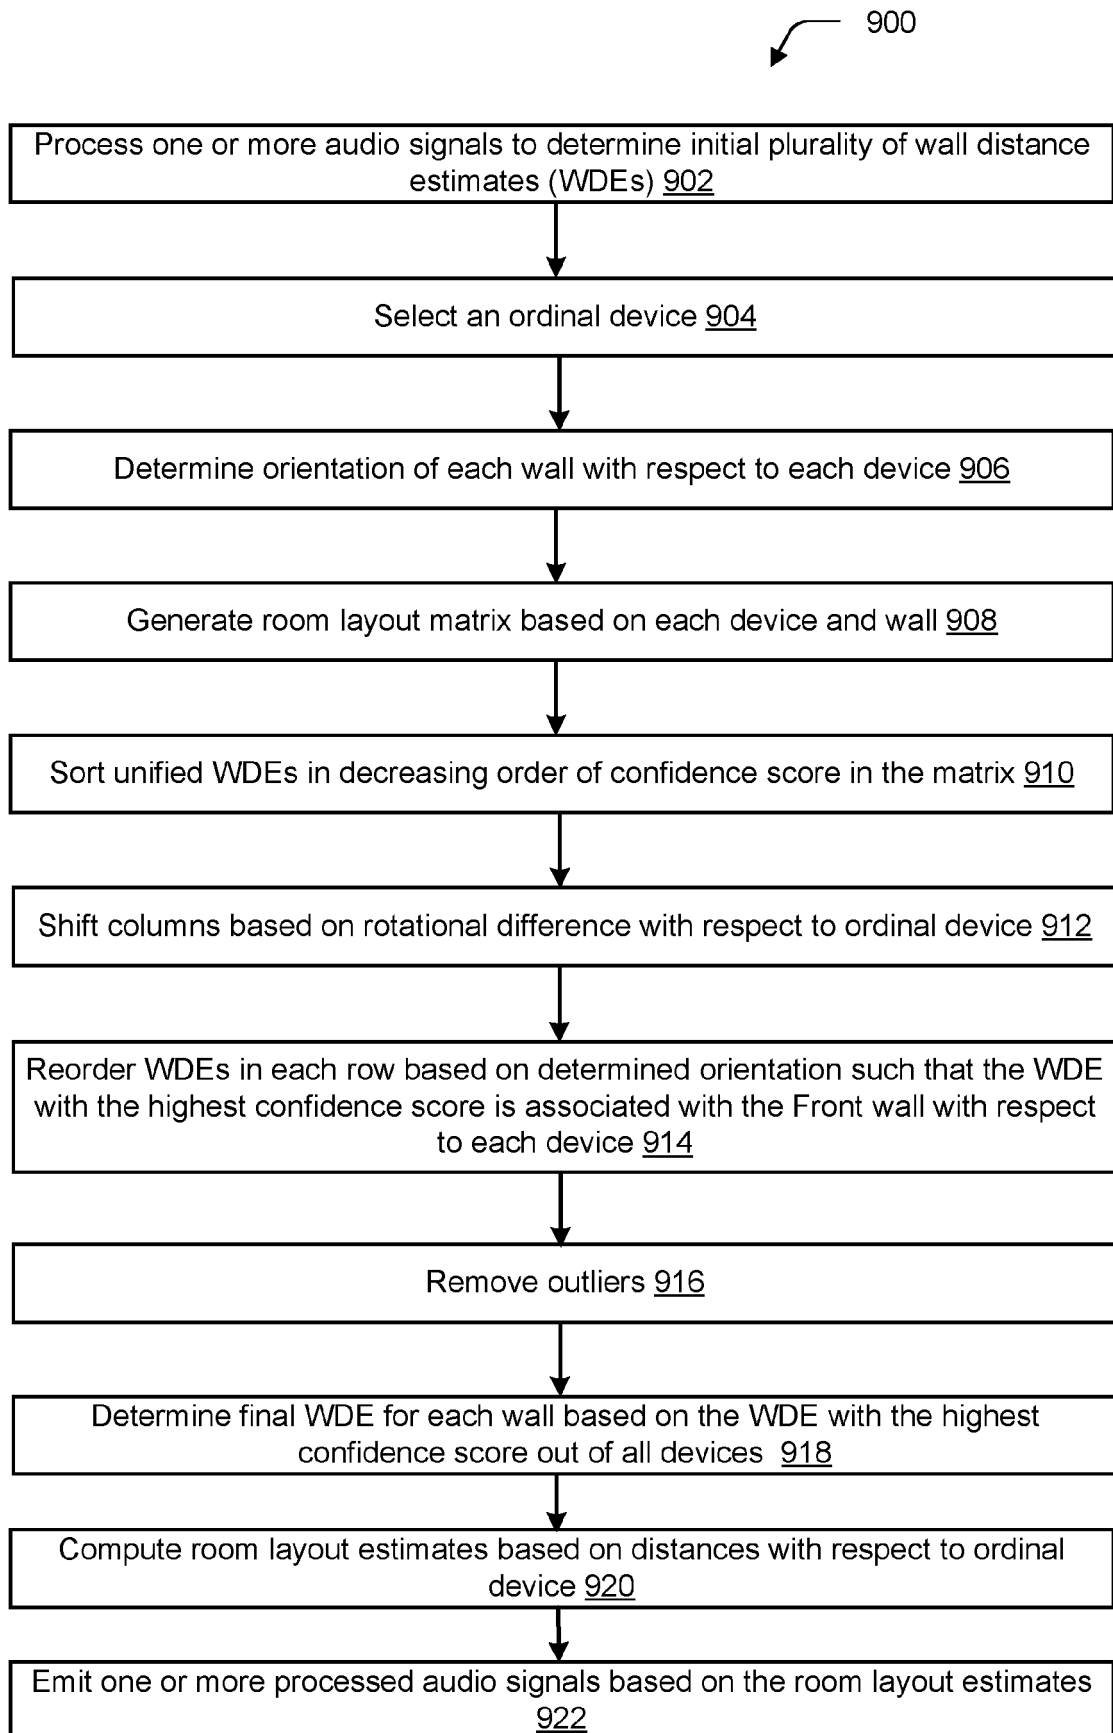 900
Process one or more audio signals to determine initial plurality of wall distance
estimates (WDEs) 902
Select an ordinal device 904
Determine orientation of each wall with respect to each device 906
Generate room layout matrix based on each device and wall 908
Sort unified WDEs in decreasing order of confidence score in the matrix 910
Shift columns based on rotational difference with respect to ordinal device 912
Reorder WDEs in each row based on determined orientation such that the WDE
with the highest confidence score is associated with the Front wall with respect
to each device 914
Remove outliers 916
Determine final WDE for each wall based on the WDE with the highest
confidence score out of all devices 918
Compute room layout estimates based on distances with respect to ordinal
device 920
Emit one or more processed audio signals based on the room layout estimates
922